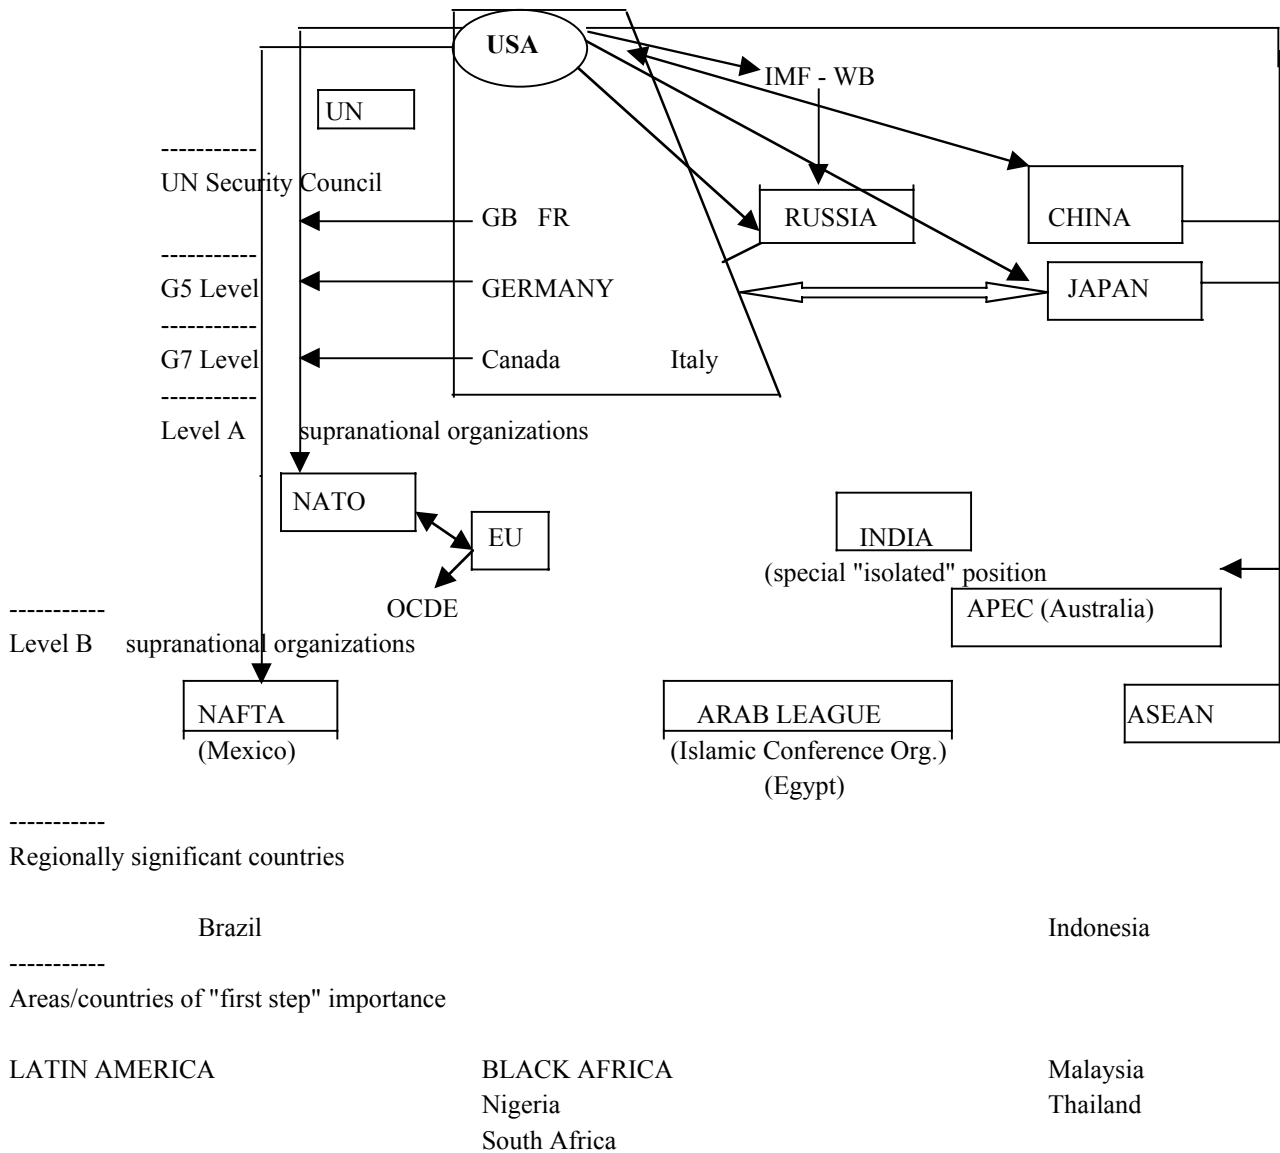 USA
IMF - WB
UN
-----------
UN Security Council
GB FR
RUSSIA
CHINA
-----------
G5 Level
GERMANY
JAPAN
-----------
G7 Level
Canada
Italy
-----------
Level A supranational organizations
NATO
EU
INDIA
(special "isolated" position
OCDE
APEC (Australia)
-----------
Level B supranational organizations
NAFTA
ARAB LEAGUE
ASEAN
(Mexico)
(Islamic Conference Org.)
(Egypt)
-----------
Regionally significant countries
Brazil
Indonesia
-----------
Areas/countries of "first step" importance
LATIN AMERICA
BLACK AFRICA
Malaysia
Nigeria
Thailand
South Africa